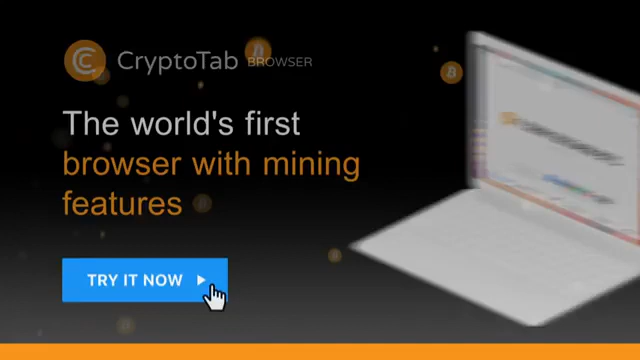 CryptoTab BROWSER
The world's first
browser with mining
features
TRY IT NOW